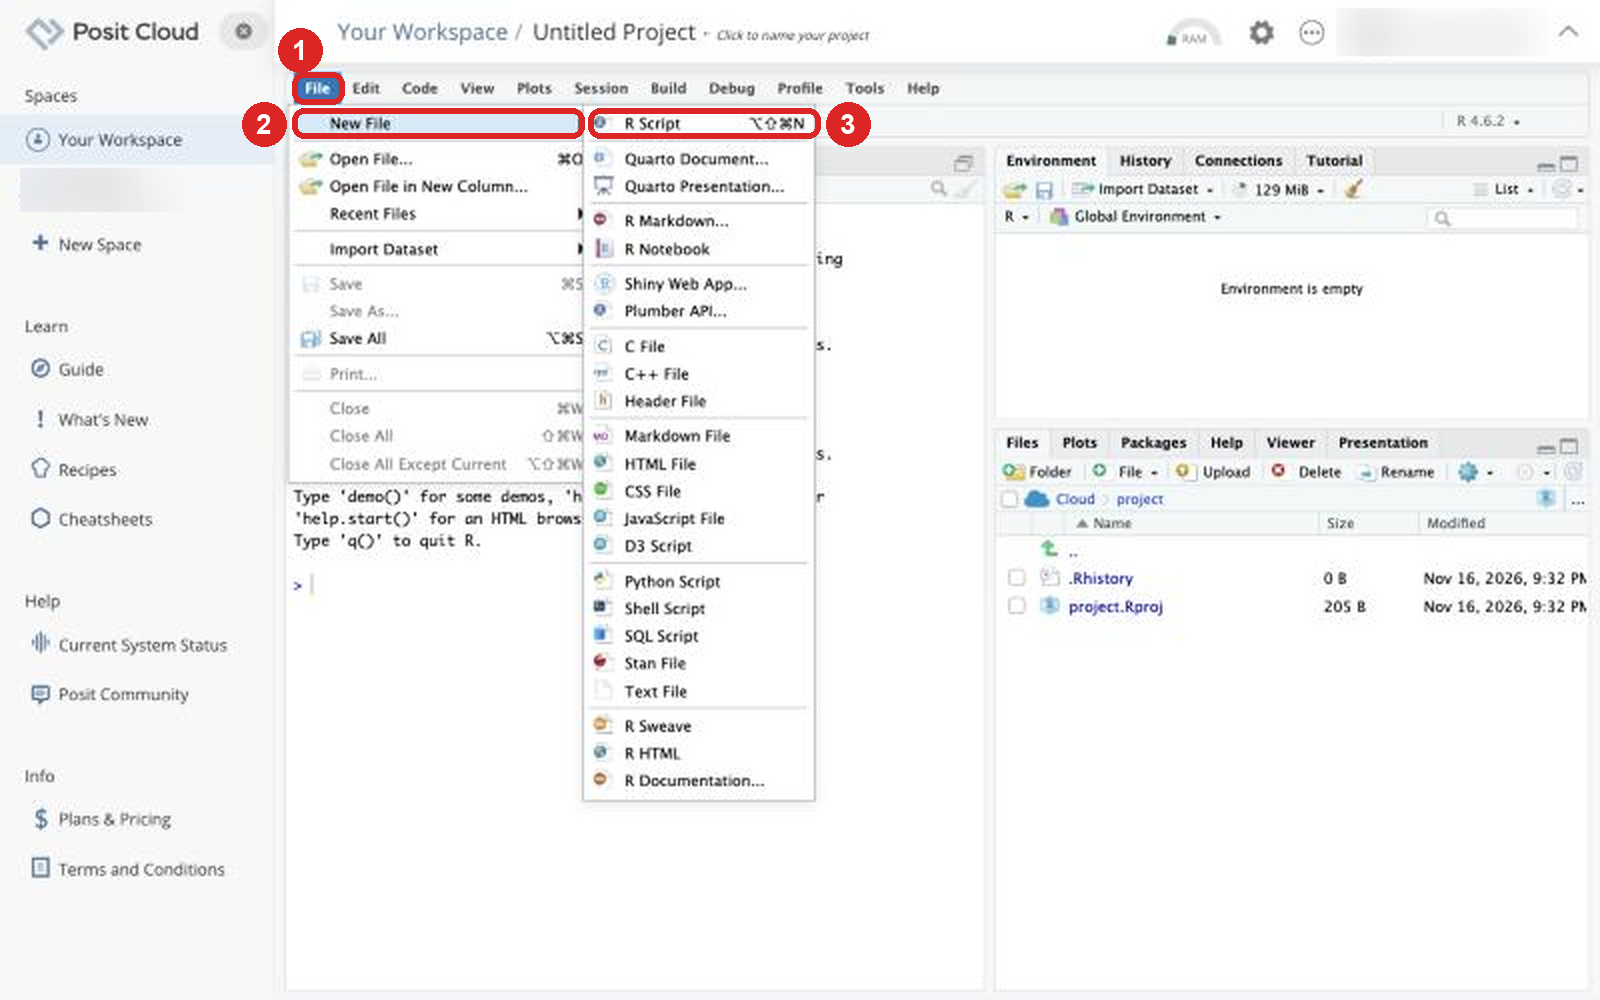 Posit Cloud
Spaces
Your Workspace
New Space
Learn
Guide
What's New
Recipes
Cheatsheets
Help
Current System Status
Posit Community
Info
Plans & Pricing
Terms and Conditions
Your Workspace / Untitled Project - Click to name your project
RAM
1
File Edit Code View Plots Session Build Debug Profile Tools Help
2
New File
Open File... ⌘O
Open File in New Column...
Recent Files
Import Dataset
Save ⌘S
Save As...
Save All ⌥⌘S
Print...
Close ⌘W
Close All ⇧⌘W
Close All Except Current ⌥⇧⌘W
R Script ⌥⇧⌘N
3
Quarto Document...
Quarto Presentation...
R Markdown...
R Notebook
Shiny Web App...
Plumber API...
C File
C++ File
Header File
Markdown File
HTML File
CSS File
JavaScript File
D3 Script
Python Script
Shell Script
SQL Script
Stan File
Text File
R Sweave
R HTML
R Documentation...
ing
s.
s.
Type 'demo()' for some demos, 'h r
'help.start()' for an HTML brows
Type 'q()' to quit R.
>
R 4.6.2
Environment History Connections Tutorial
Import Dataset 129 MiB List
R Global Environment
Environment is empty
Files Plots Packages Help Viewer Presentation
Folder File Upload Delete Rename
Cloud project ...
Name Size Modified
..
.Rhistory 0 B Nov 16, 2026, 9:32 PM
project.Rproj 205 B Nov 16, 2026, 9:32 PM